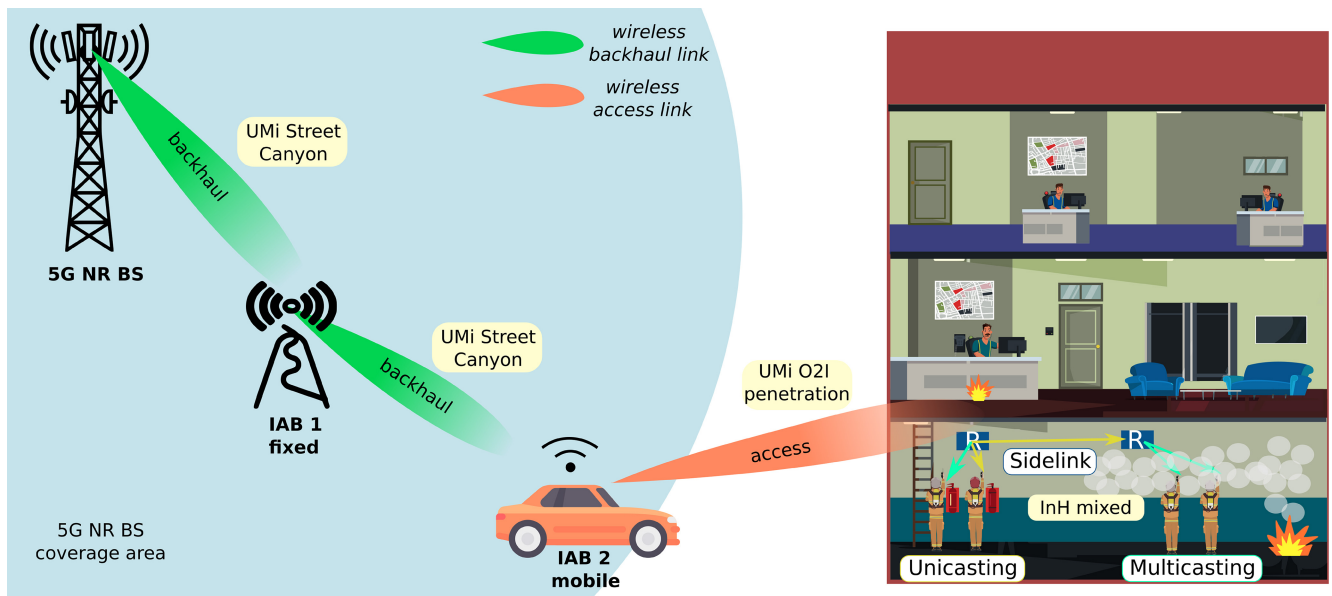 wireless
backhaul link
wireless
access link
backhaul
UMi Street
Canyon
5G NR BS
UMi Street
Canyon
backhaul
IAB 1
fixed
UMi O2I
penetration
access
R
R
Sidelink
InH mixed
5G NR BS
coverage area
IAB 2
mobile
Unicasting
Multicasting